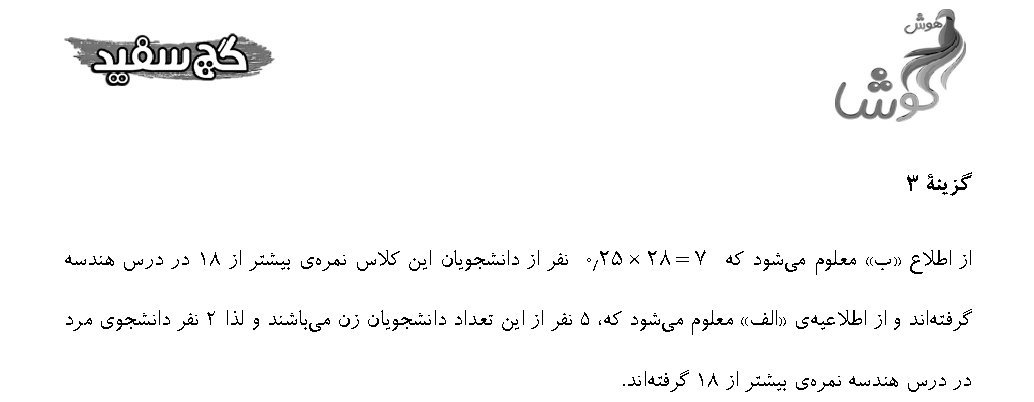 گچ سفید
هوش
گوشا
گزینهٔ ۳
از اطلاع «ب» معلوم می‌شود که ۰٫۲۵ × ۲۸ = ۷ نفر از دانشجویان این کلاس نمره‌ی بیشتر از ۱۸ در درس هندسه
گرفته‌اند و از اطلاعیه‌ی «الف» معلوم می‌شود که، ۵ نفر از این تعداد دانشجویان زن می‌باشند و لذا ۲ نفر دانشجوی مرد
در درس هندسه نمره‌ی بیشتر از ۱۸ گرفته‌اند.